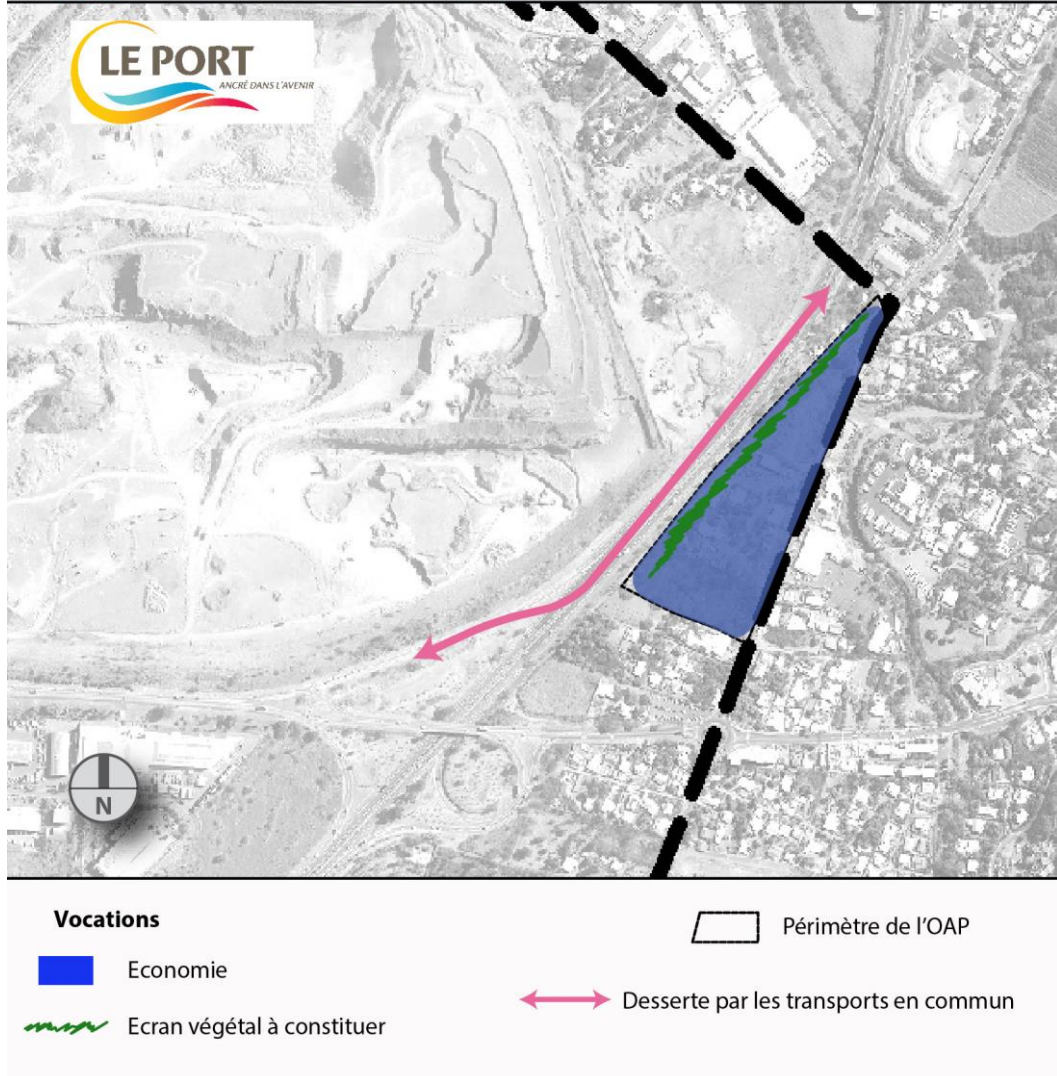 LE PORT
ANCRÉ DANS L'AVENIR
N
Vocations
Economie
Ecran végétal à constituer
Périmètre de l'OAP
Desserte par les transports en commun